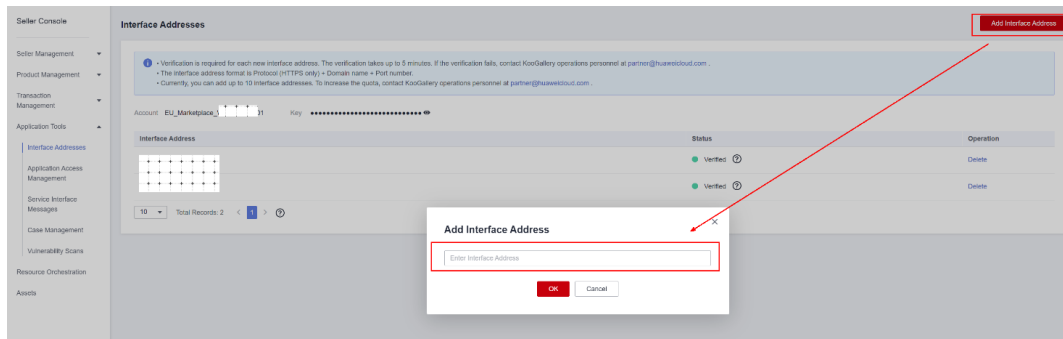 Seller Console
Interface Addresses
Add Interface Address
Seller Management
Product Management
Transaction
Management
Application Tools
Interface Addresses
Application Access
Management
Service Interface
Messages
Case Management
Vulnerability Scans
Resource Orchestration
Assets
• Verification is required for each new interface address. The verification takes up to 5 minutes. If the verification fails, contact KooGallery operations personnel at partner@huaweicloud.com .
• The interface address format is Protocol (HTTPS only) + Domain name + Port number.
• Currently, you can add up to 10 interface addresses. To increase the quota, contact KooGallery operations personnel at partner@huaweicloud.com .
Account EU_Marketplace_ Key
Interface Address Status Operation
Verified Delete
Verified Delete
10 Total Records: 2 < 1 >
Add Interface Address
Enter Interface Address
OK Cancel